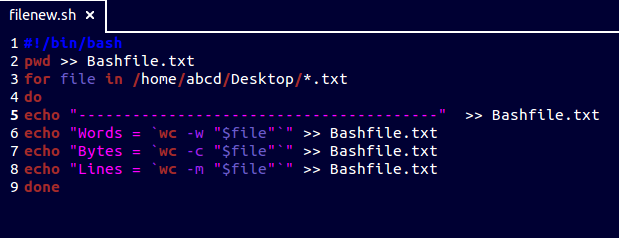 filenew.sh ×
1 #!/bin/bash
2 pwd >> Bashfile.txt
3 for file in /home/abcd/Desktop/*.txt
4 do
5 echo "----------------------------------------"  >> Bashfile.txt
6 echo "Words = `wc -w "$file"`" >> Bashfile.txt
7 echo "Bytes = `wc -c "$file"`" >> Bashfile.txt
8 echo "Lines = `wc -m "$file"`" >> Bashfile.txt
9 done